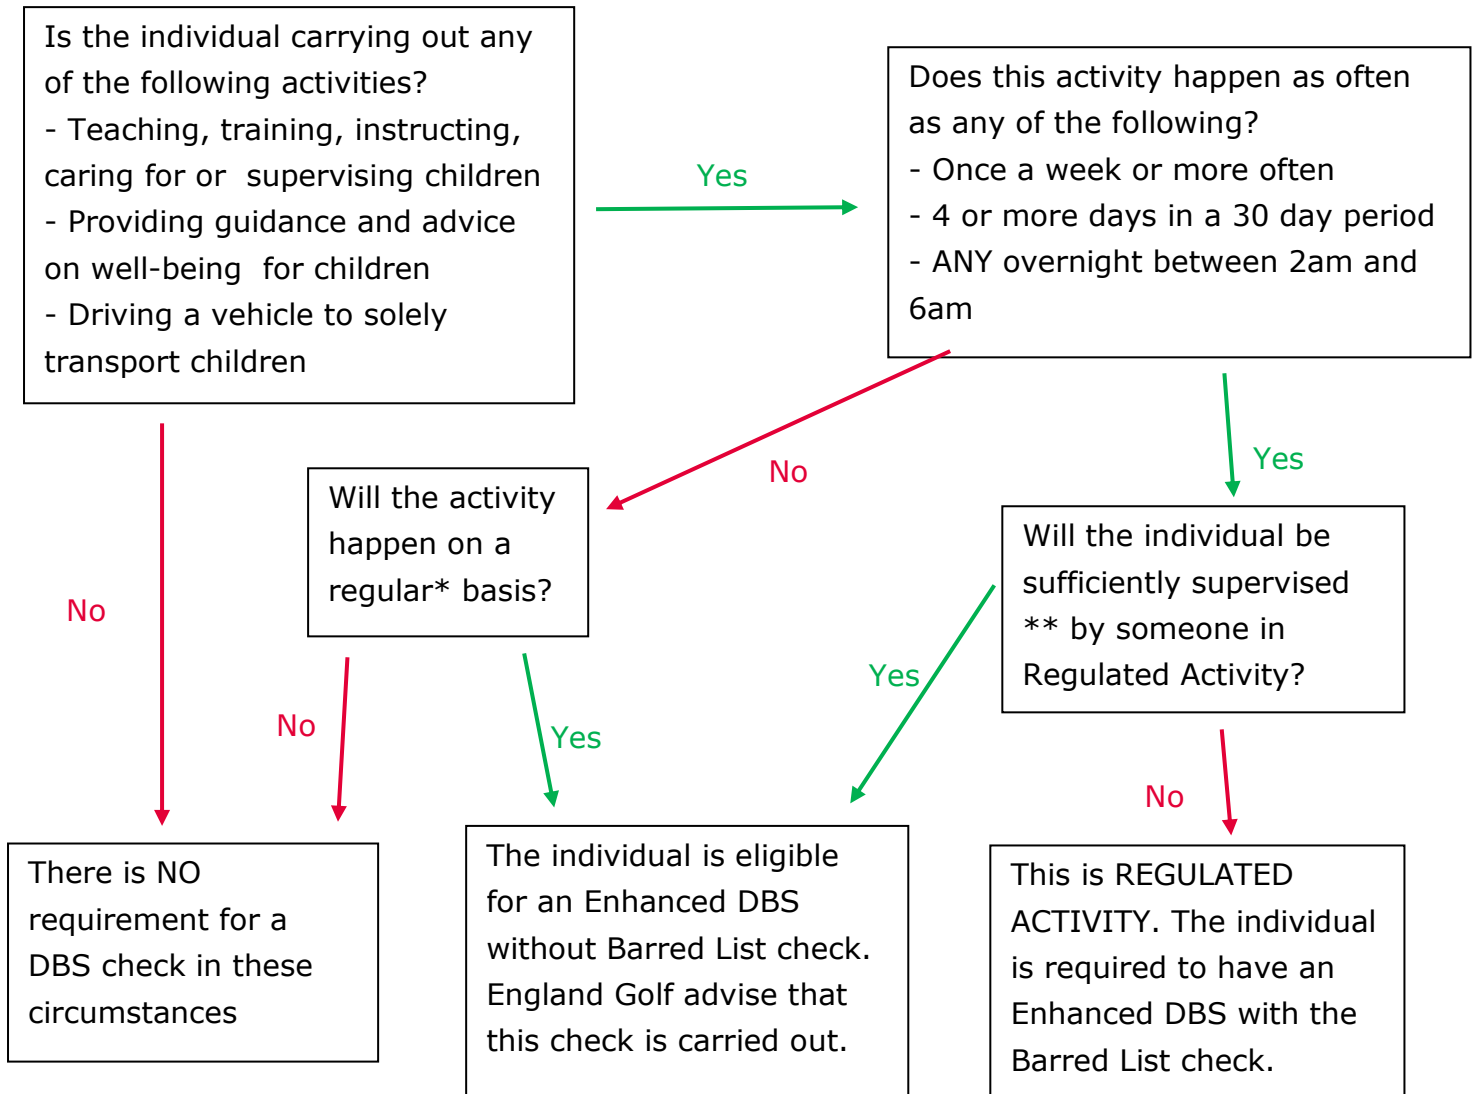 Is the individual carrying out any
of the following activities?
- Teaching, training, instructing,
caring for or  supervising children
- Providing guidance and advice
on well-being  for children
- Driving a vehicle to solely
transport children
Yes
Does this activity happen as often
as any of the following?
- Once a week or more often
- 4 or more days in a 30 day period
- ANY overnight between 2am and
6am
No
Yes
Will the activity
happen on a
regular* basis?
Will the individual be
sufficiently supervised
** by someone in
Regulated Activity?
No
No
Yes
Yes
No
There is NO
requirement for a
DBS check in these
circumstances
The individual is eligible
for an Enhanced DBS
without Barred List check.
England Golf advise that
this check is carried out.
This is REGULATED
ACTIVITY. The individual
is required to have an
Enhanced DBS with the
Barred List check.